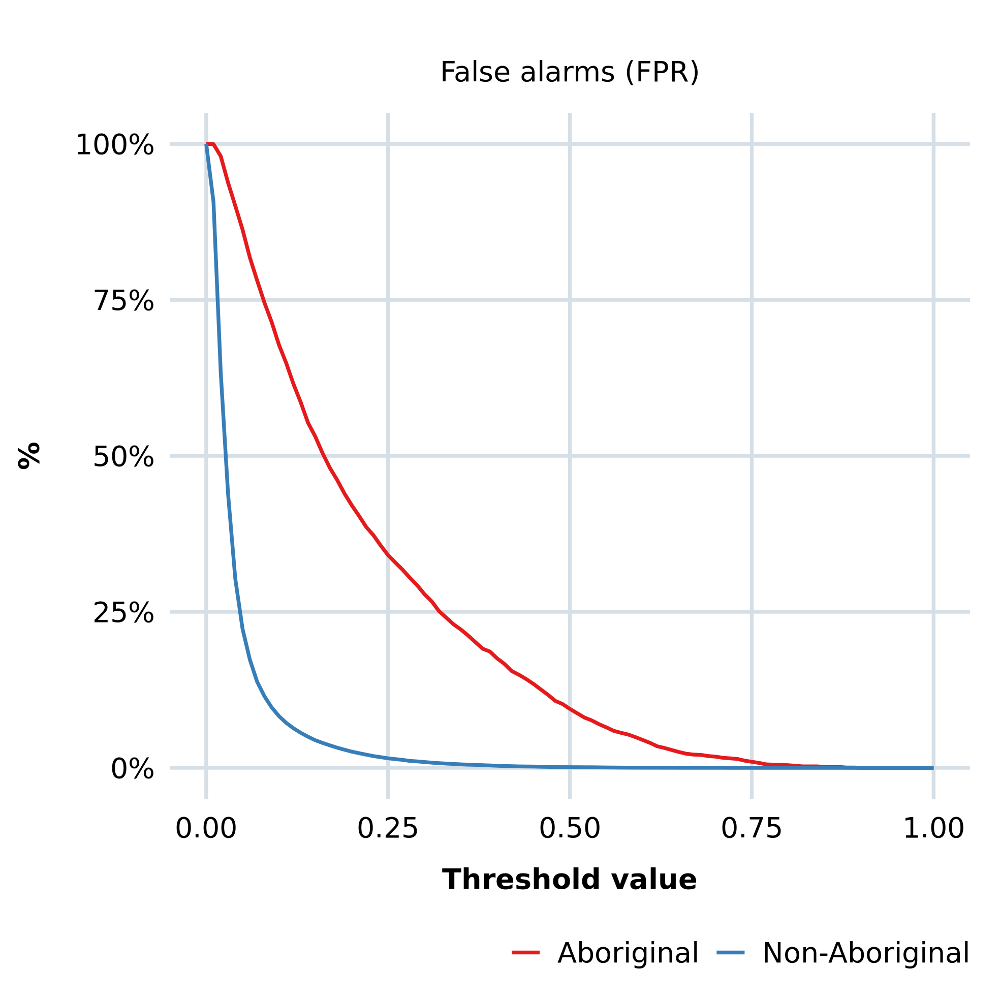 False alarms (FPR)
100%
75%
50%
25%
0%
%
0.00 0.25 0.50 0.75 1.00
Threshold value
Aboriginal Non-Aboriginal